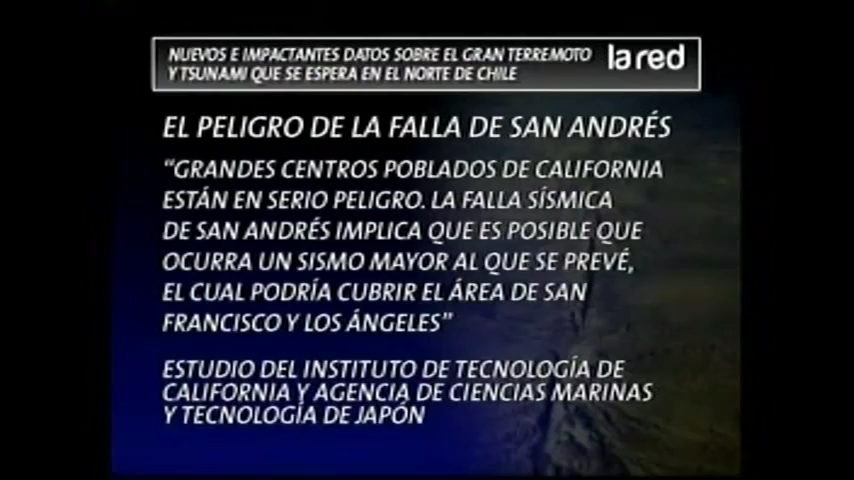 NUEVOS E IMPACTANTES DATOS SOBRE EL GRAN TERREMOTO
Y TSUNAMI QUE SE ESPERA EN EL NORTE DE CHILE
la red
EL PELIGRO DE LA FALLA DE SAN ANDRÉS
“GRANDES CENTROS POBLADOS DE CALIFORNIA
ESTÁN EN SERIO PELIGRO. LA FALLA SÍSMICA
DE SAN ANDRÉS IMPLICA QUE ES POSIBLE QUE
OCURRA UN SISMO MAYOR AL QUE SE PREVÉ,
EL CUAL PODRÍA CUBRIR EL ÁREA DE SAN
FRANCISCO Y LOS ÁNGELES”
ESTUDIO DEL INSTITUTO DE TECNOLOGÍA DE
CALIFORNIA Y AGENCIA DE CIENCIAS MARINAS
Y TECNOLOGÍA DE JAPÓN